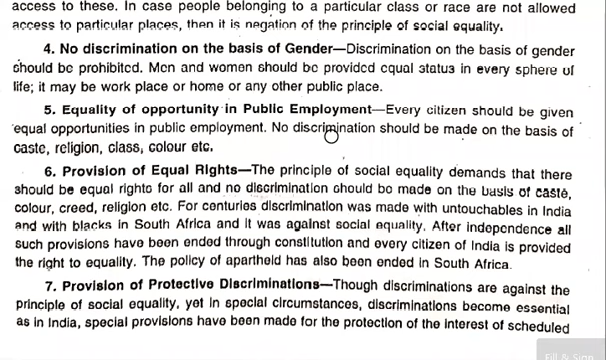 access to these. In case people belonging to a particular class or race are not allowed
access to particular places, then it is negation of the principle of social equality.
4. No discrimination on the basis of Gender—Discrimination on the basis of gender
should be prohibited. Men and women should be provided equal status in every sphere of
life; it may be work place or home or any other public place.
5. Equality of opportunity in Public Employment—Every citizen should be given
equal opportunities in public employment. No discrimination should be made on the basis of
caste, religion, class, colour etc.
6. Provision of Equal Rights—The principle of social equality demands that there
should be equal rights for all and no discrimination should be made on the basis of caste,
colour, creed, religion etc. For centuries discrimination was made with untouchables in India
and with blacks in South Africa and it was against social equality. After independence all
such provisions have been ended through constitution and every citizen of India is provided
the right to equality. The policy of apartheid has also been ended in South Africa.
7. Provision of Protective Discriminations—Though discriminations are against the
principle of social equality, yet in special circumstances, discriminations become essential
as in India, special provisions have been made for the protection of the interest of scheduled
Fill & Sign